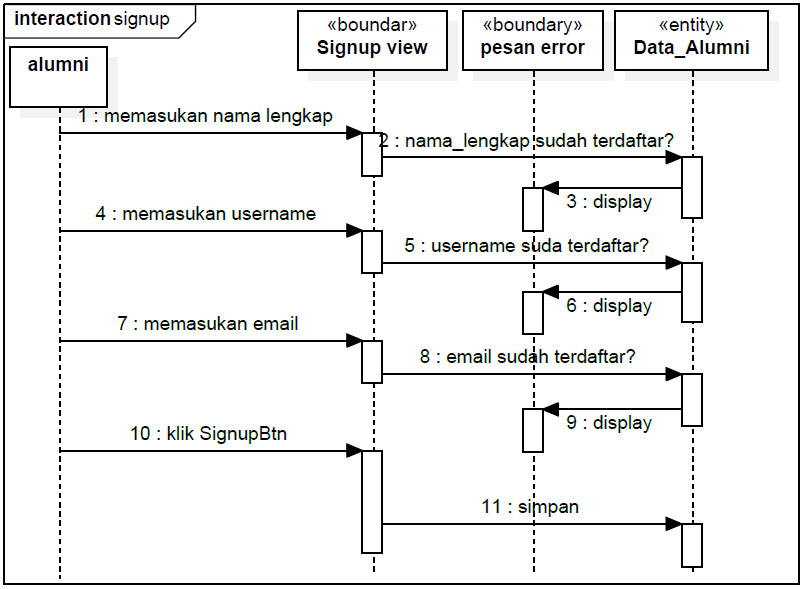 interaction signup
alumni
«boundar»
Signup view
«boundary»
pesan error
«entity»
Data_Alumni
1 : memasukan nama lengkap
2 : nama_lengkap sudah terdaftar?
3 : display
4 : memasukan username
5 : username suda terdaftar?
6 : display
7 : memasukan email
8 : email sudah terdaftar?
9 : display
10 : klik SignupBtn
11 : simpan